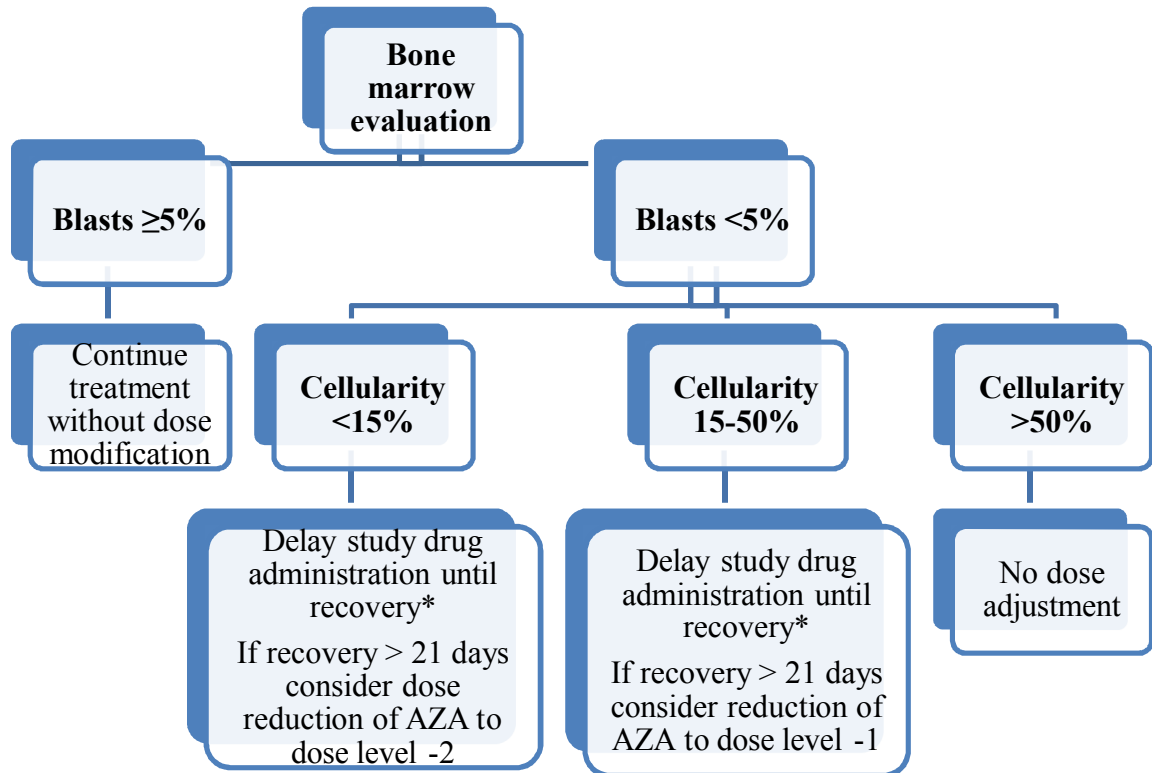 Bone
marrow
evaluation
Blasts ≥5%
Blasts <5%
Continue
treatment
without dose
modification
Cellularity
<15%
Cellularity
15-50%
Cellularity
>50%
Delay study drug
administration until
recovery*
If recovery > 21 days
consider dose
reduction of AZA to
dose level -2
Delay study drug
administration until
recovery*
If recovery > 21 days
consider reduction of
AZA to dose level -1
No dose
adjustment